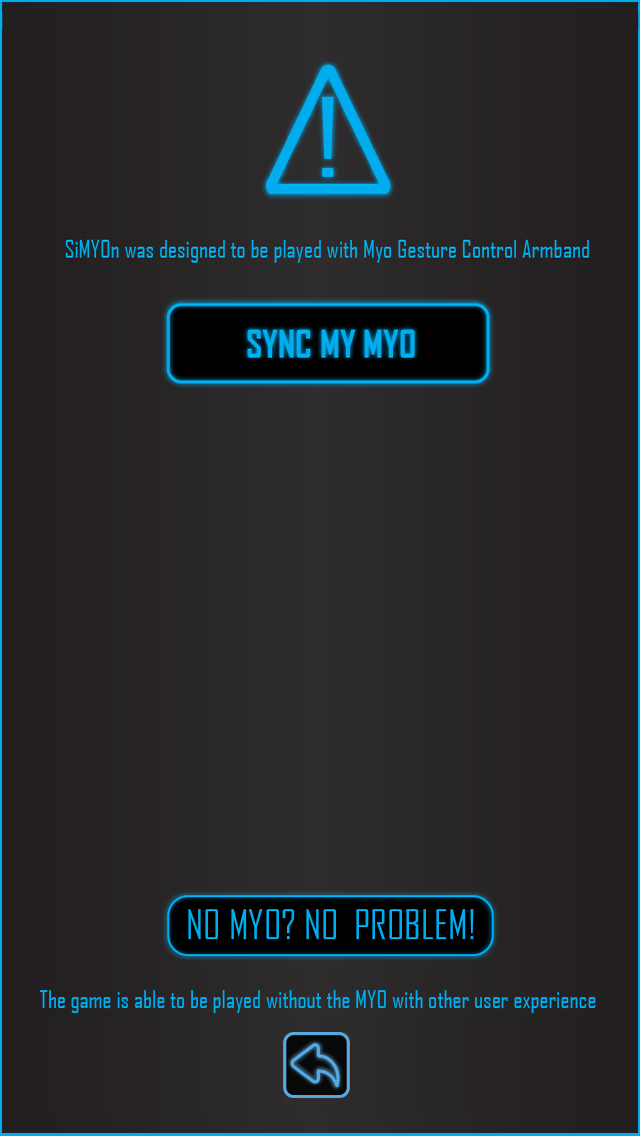 !
SiMYOn was designed to be played with Myo Gesture Control Armband
SYNC MY MYO
NO MYO? NO PROBLEM!
The game is able to be played without the MYO with other user experience